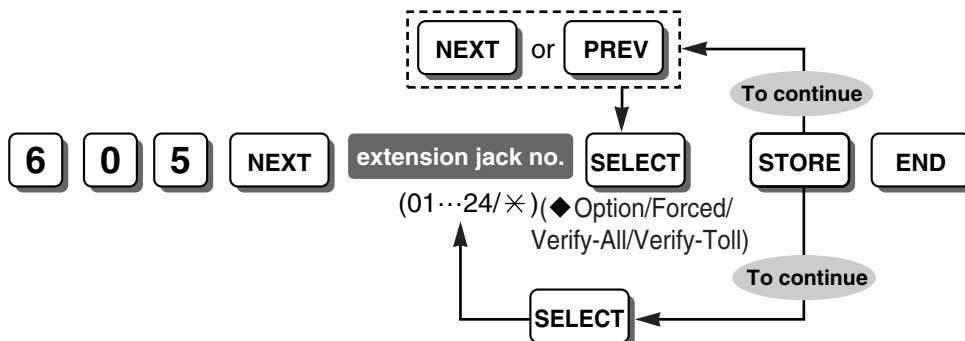 NEXT or PREV
To continue
6 0 5 NEXT extension jack no. SELECT STORE END
(01···24/✳)(◆Option/Forced/
Verify-All/Verify-Toll)
To continue
SELECT